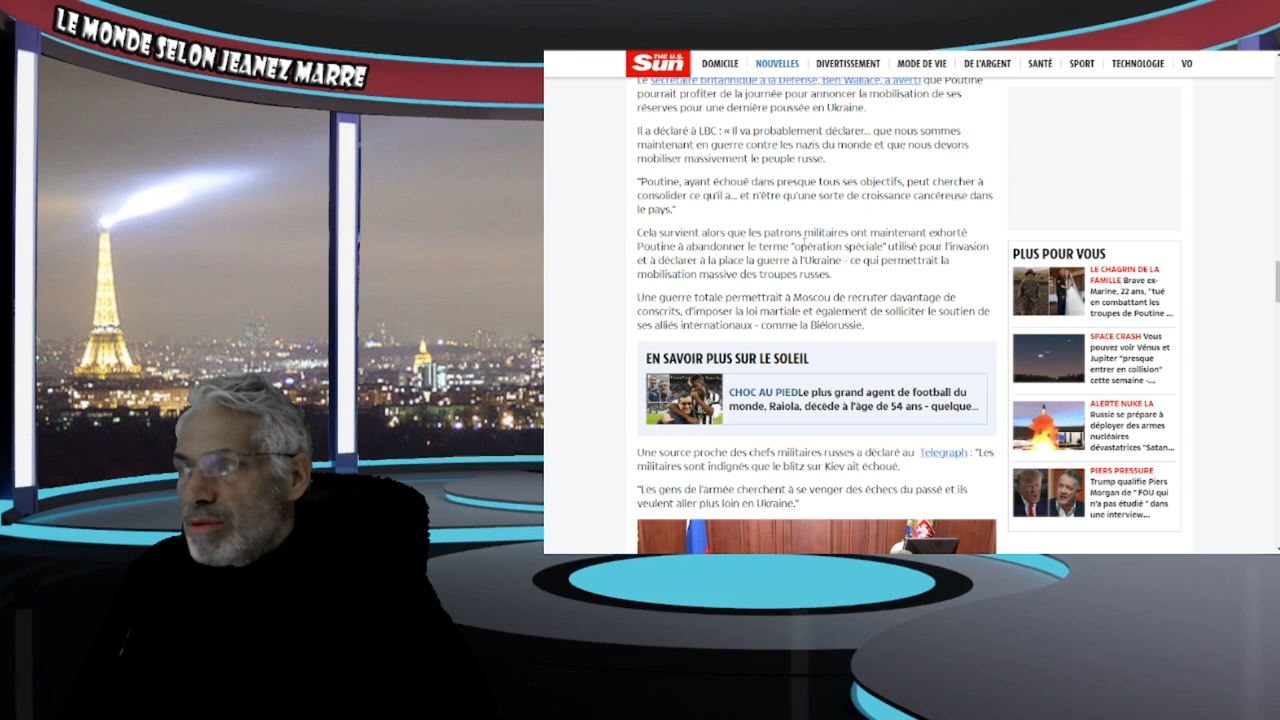 LE MONDE SELON JEANEZ MARRE
THE U.S. Sun
DOMICILE NOUVELLES DIVERTISSEMENT MODE DE VIE DE L'ARGENT SANTÉ SPORT TECHNOLOGIE VO
Le secrétaire britannique à la Défense, Ben Wallace, a averti que Poutine
pourrait profiter de la journée pour annoncer la mobilisation de ses
réserves pour une dernière poussée en Ukraine.
Il a déclaré à LBC : « Il va probablement déclarer... que nous sommes
maintenant en guerre contre les nazis du monde et que nous devons
mobiliser massivement le peuple russe.
"Poutine, ayant échoué dans presque tous ses objectifs, peut chercher à
consolider ce qu'il a... et n'être qu'une sorte de croissance cancéreuse dans
le pays."
Cela survient alors que les patrons militaires ont maintenant exhorté
Poutine à abandonner le terme "opération spéciale" utilisé pour l'invasion
et à déclarer à la place la guerre à l'Ukraine - ce qui permettrait la
mobilisation massive des troupes russes.
Une guerre totale permettrait à Moscou de recruter davantage de
conscrits, d'imposer la loi martiale et également de solliciter le soutien de
ses alliés internationaux - comme la Biélorussie.
EN SAVOIR PLUS SUR LE SOLEIL
CHOC AU PIEDLe plus grand agent de football du
monde, Raiola, décède à l'âge de 54 ans - quelque...
Une source proche des chefs militaires russes a déclaré au Telegraph : "Les
militaires sont indignés que le blitz sur Kiev ait échoué.
"Les gens de l'armée cherchent à se venger des échecs du passé et ils
veulent aller plus loin en Ukraine."
PLUS POUR VOUS
LE CHAGRIN DE LA
FAMILLE Brave ex-
Marine, 22 ans, "tué
en combattant les
troupes de Poutine ...
SPACE CRASH Vous
pouvez voir Vénus et
Jupiter "presque
entrer en collision"
cette semaine -...
ALERTE NUKE LA
Russie se prépare à
déployer des armes
nucléaires
dévastatrices "Satan...
PIERS PRESSURE
Trump qualifie Piers
Morgan de " FOU qui
n'a pas étudié " dans
une interview...